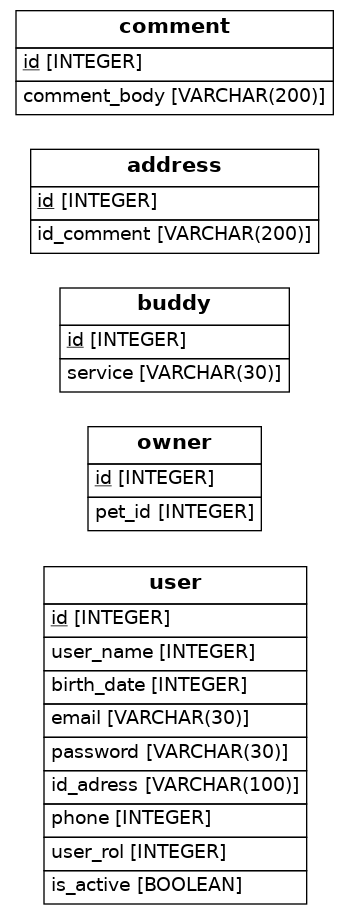 comment
id [INTEGER]
comment_body [VARCHAR(200)]
address
id [INTEGER]
id_comment [VARCHAR(200)]
buddy
id [INTEGER]
service [VARCHAR(30)]
owner
id [INTEGER]
pet_id [INTEGER]
user
id [INTEGER]
user_name [INTEGER]
birth_date [INTEGER]
email [VARCHAR(30)]
password [VARCHAR(30)]
id_adress [VARCHAR(100)]
phone [INTEGER]
user_rol [INTEGER]
is_active [BOOLEAN]